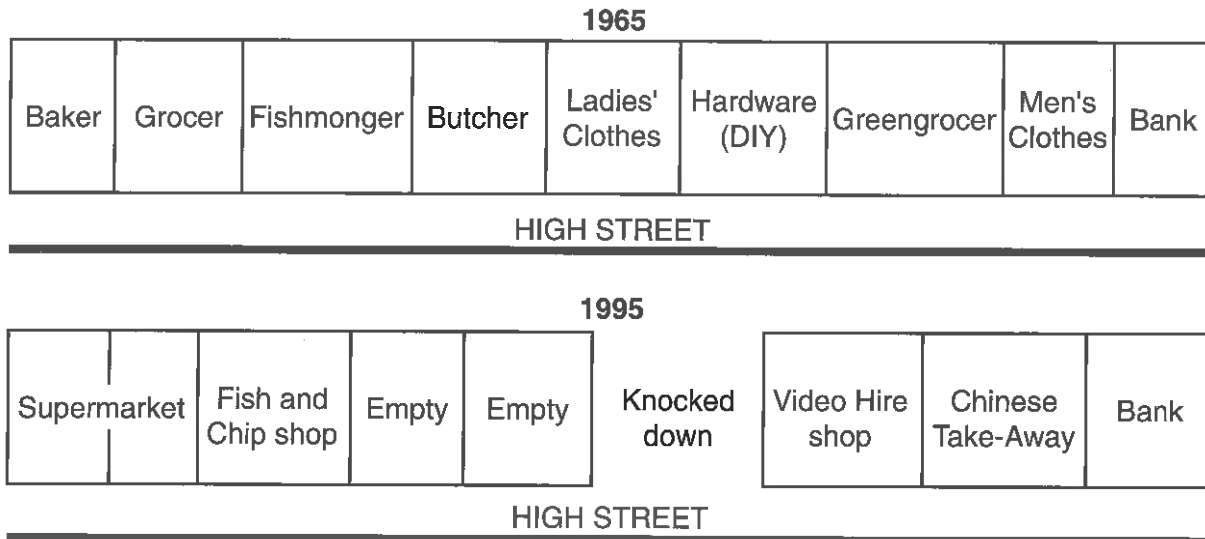 1965
Baker
Grocer
Fishmonger
Butcher
Ladies'
Clothes
Hardware
(DIY)
Greengrocer
Men's
Clothes
Bank
HIGH STREET
1995
Supermarket
Fish and
Chip shop
Empty
Empty
Knocked
down
Video Hire
shop
Chinese
Take-Away
Bank
HIGH STREET